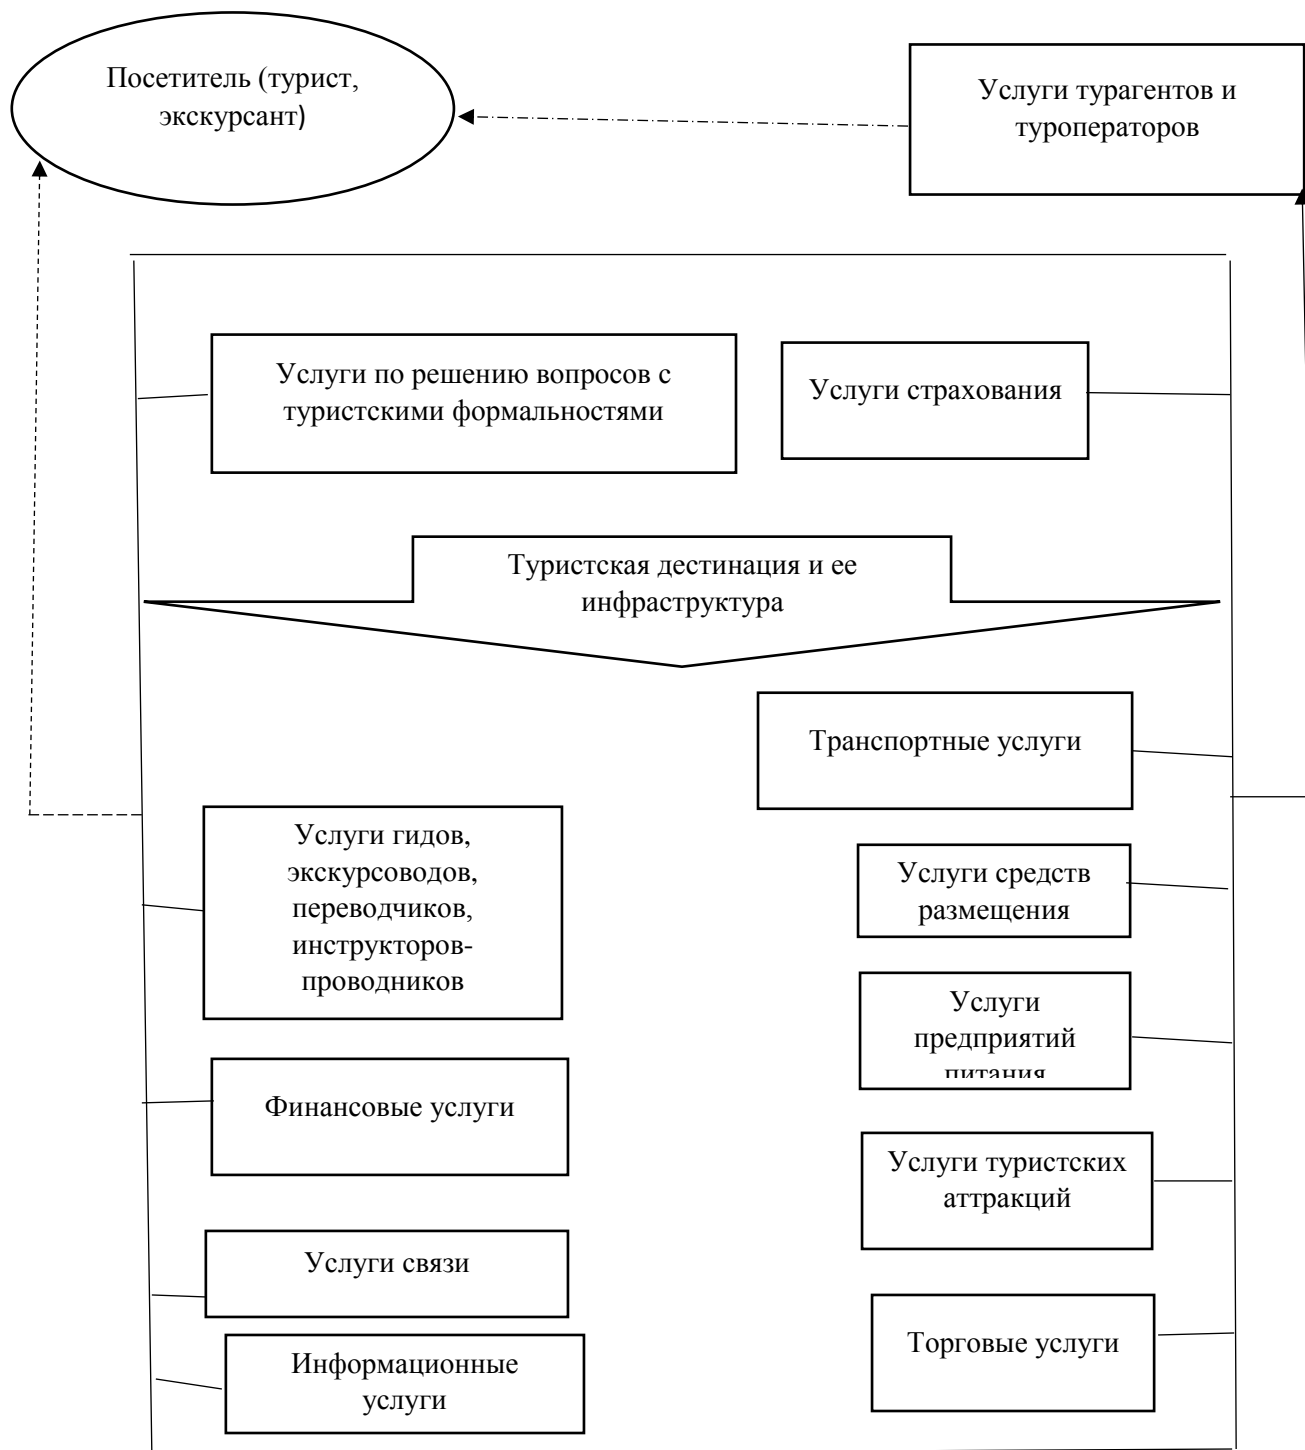 Посетитель (турист,
экскурсант)
Услуги турагентов и
туроператоров
Услуги по решению вопросов с
туристскими формальностями
Услуги страхования
Туристская дестинация и ее
инфраструктура
Транспортные услуги
Услуги гидов,
экскурсоводов,
переводчиков,
инструкторов-
проводников
Услуги средств
размещения
Услуги
предприятий
питания
Финансовые услуги
Услуги туристских
аттракций
Услуги связи
Торговые услуги
Информационные
услуги